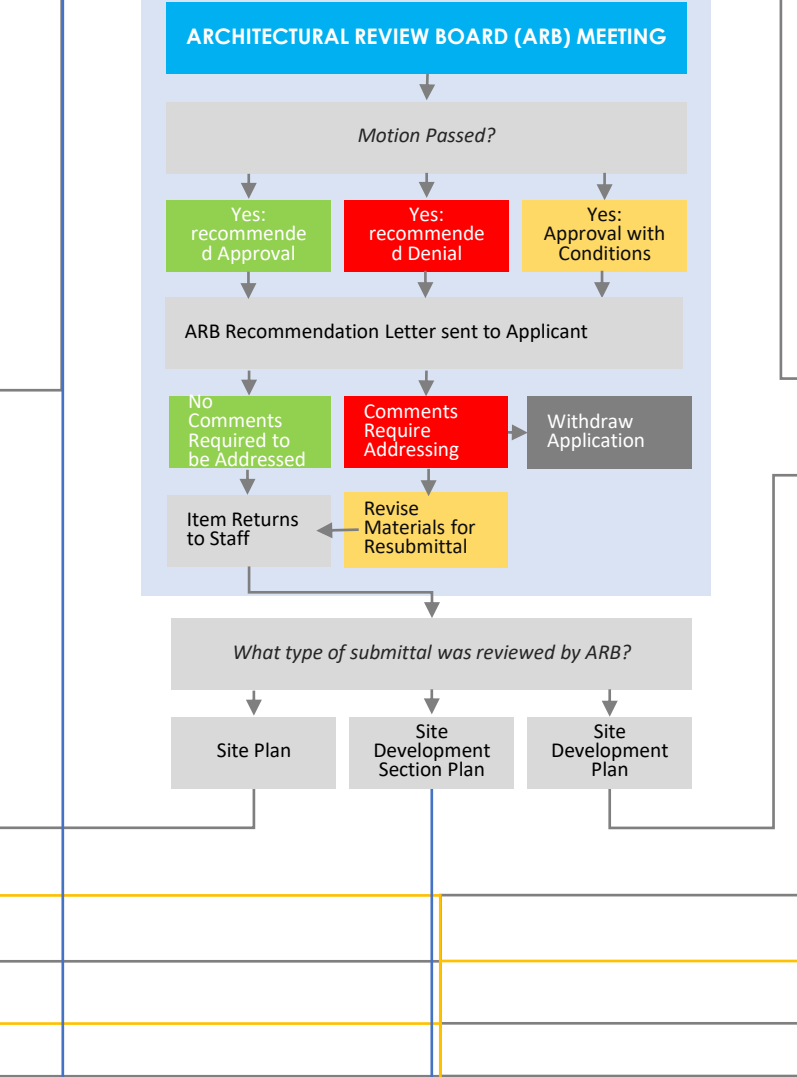 ARCHITECTURAL REVIEW BOARD (ARB) MEETING
Motion Passed?
Yes:
recommende
d Approval
Yes:
recommende
d Denial
Yes:
Approval with
Conditions
ARB Recommendation Letter sent to Applicant
No
Comments
Required to
be Addressed
Comments
Require
Addressing
Withdraw
Application
Item Returns
to Staff
Revise
Materials for
Resubmittal
What type of submittal was reviewed by ARB?
Site Plan
Site
Development
Section Plan
Site
Development
Plan